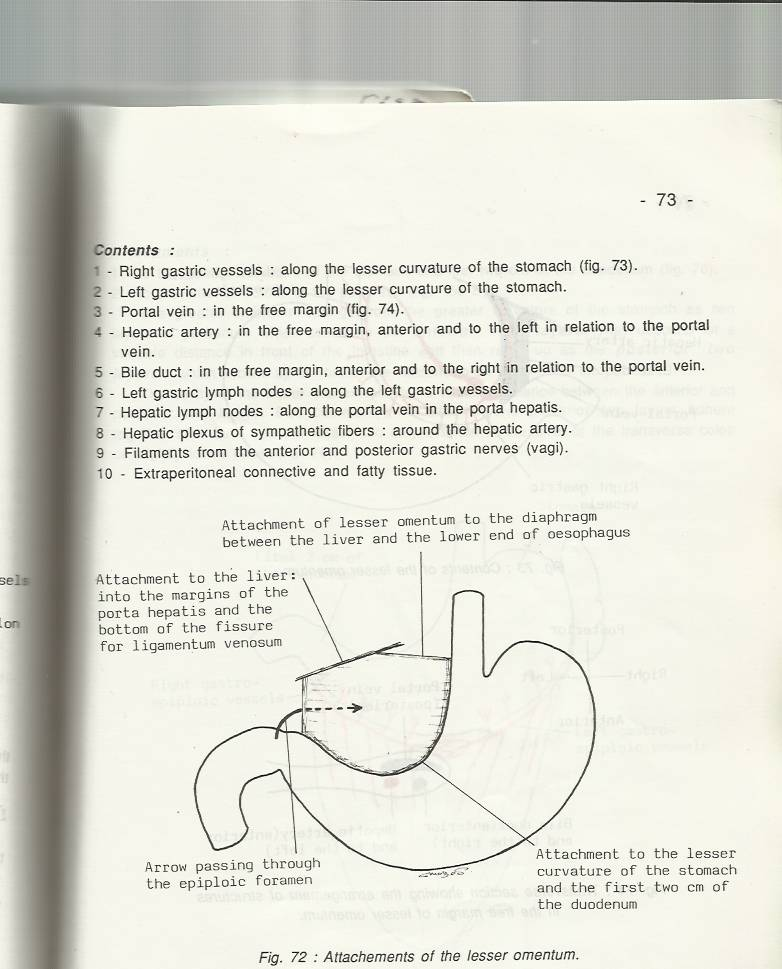 - 73 -
Contents :
1 - Right gastric vessels : along the lesser curvature of the stomach (fig. 73).
2 - Left gastric vessels : along the lesser curvature of the stomach.
3 - Portal vein : in the free margin (fig. 74).
4 - Hepatic artery : in the free margin, anterior and to the left in relation to the portal
vein.
5 - Bile duct : in the free margin, anterior and to the right in relation to the portal vein.
6 - Left gastric lymph nodes : along the left gastric vessels.
7 - Hepatic lymph nodes : along the portal vein in the porta hepatis.
8 - Hepatic plexus of sympathetic fibers : around the hepatic artery.
9 - Filaments from the anterior and posterior gastric nerves (vagi).
10 - Extraperitoneal connective and fatty tissue.
Attachment of lesser omentum to the diaphragm
between the liver and the lower end of oesophagus
Attachment to the liver:
into the margins of the
porta hepatis and the
bottom of the fissure
for ligamentum venosum
Arrow passing through
the epiploic foramen
Attachment to the lesser
curvature of the stomach
and the first two cm of
the duodenum
Fig. 72 : Attachements of the lesser omentum.